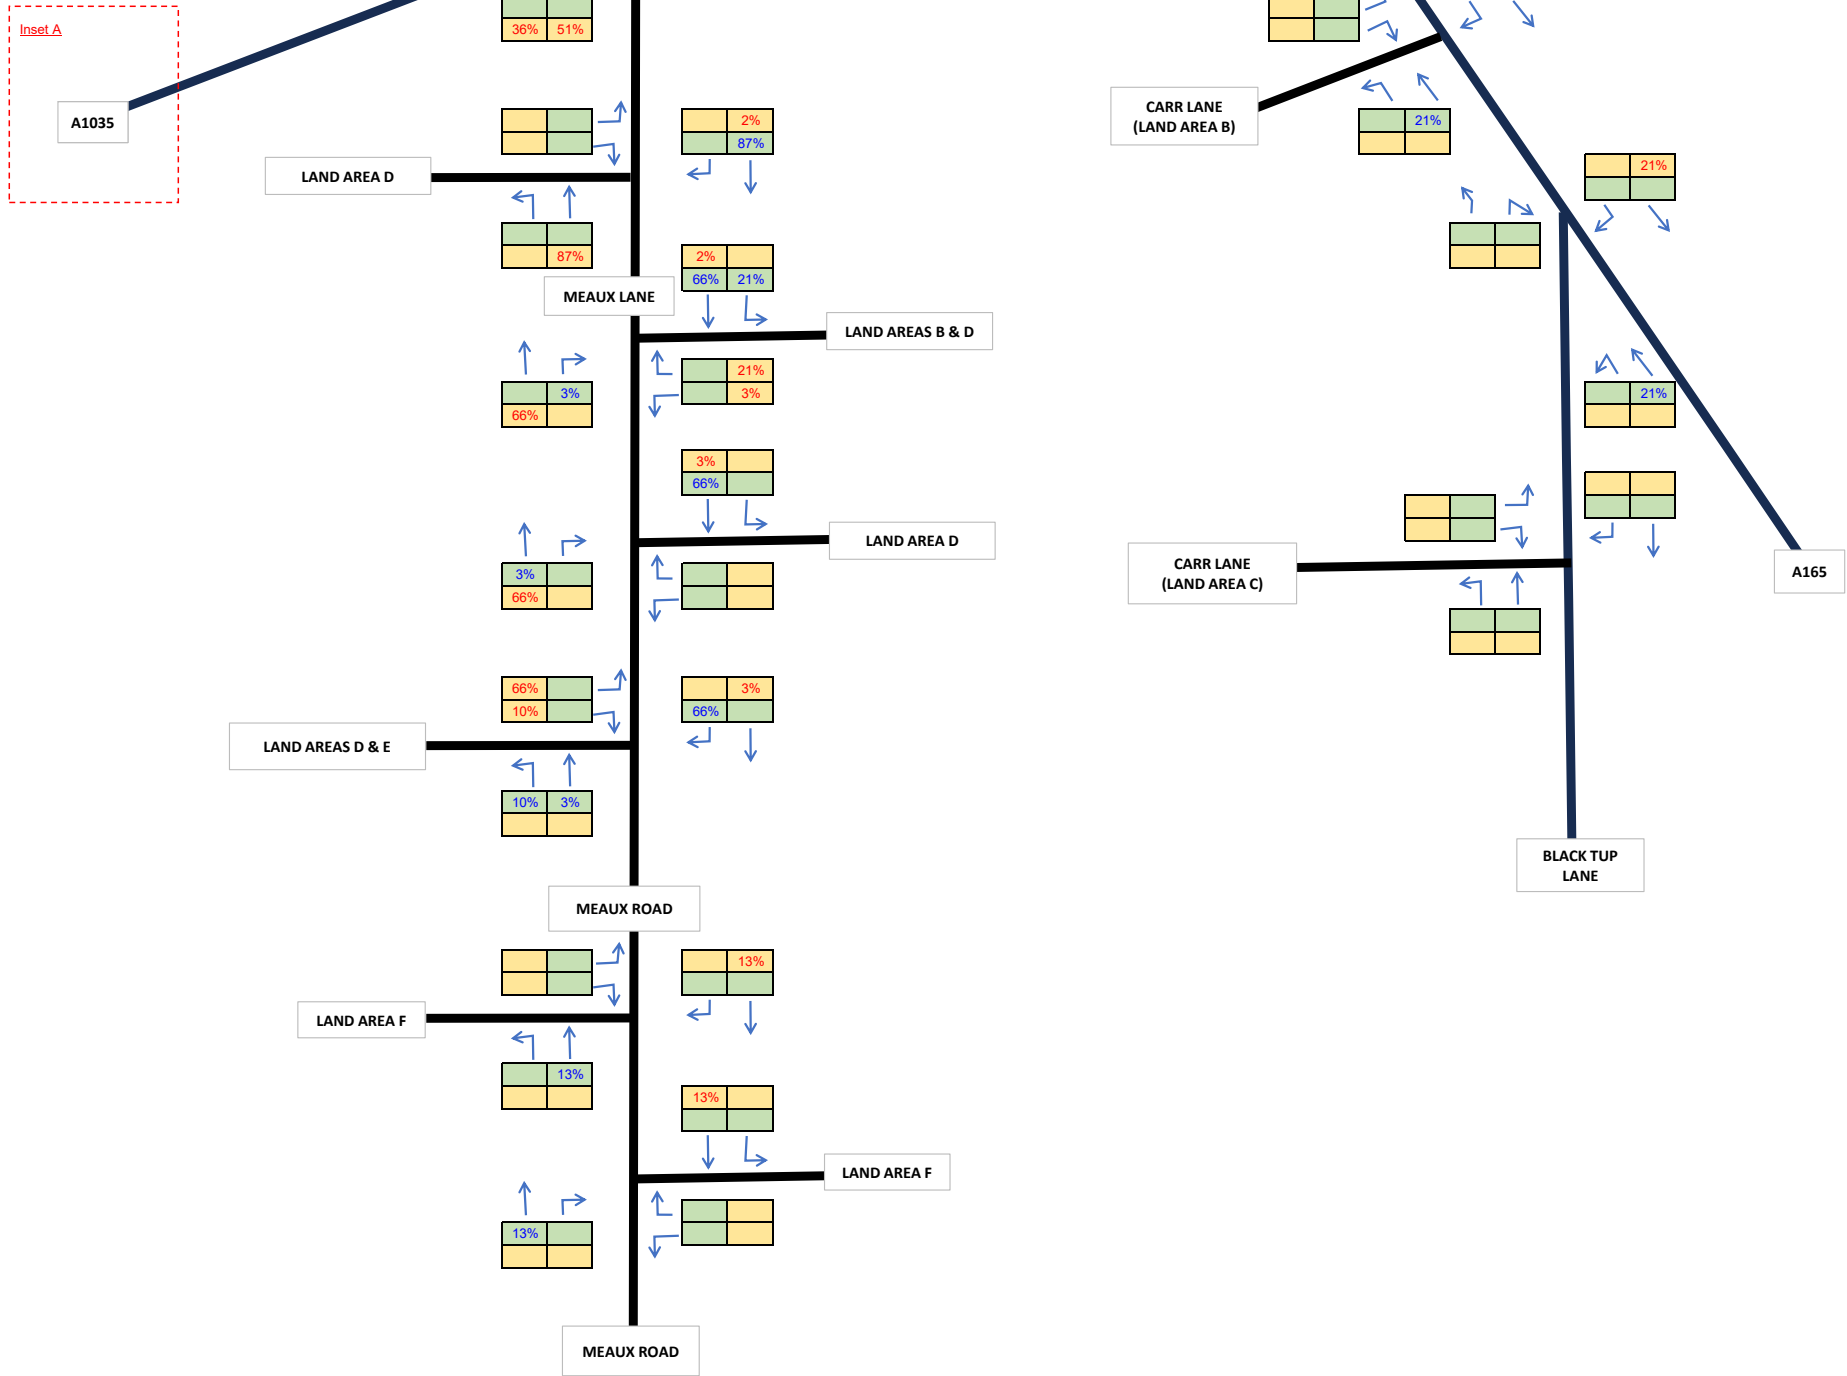 Inset A
A1035
36% 51%
LAND AREA D
2%
87%
87%
MEAUX LANE
2%
66% 21%
LAND AREAS B & D
3%
66%
21%
3%
3%
66%
LAND AREA D
3%
66%
66%
10%
3%
66%
LAND AREAS D & E
10% 3%
MEAUX ROAD
13%
LAND AREA F
13%
13%
LAND AREA F
13%
MEAUX ROAD
CARR LANE
(LAND AREA B)
21%
21%
21%
CARR LANE
(LAND AREA C)
A165
BLACK TUP
LANE